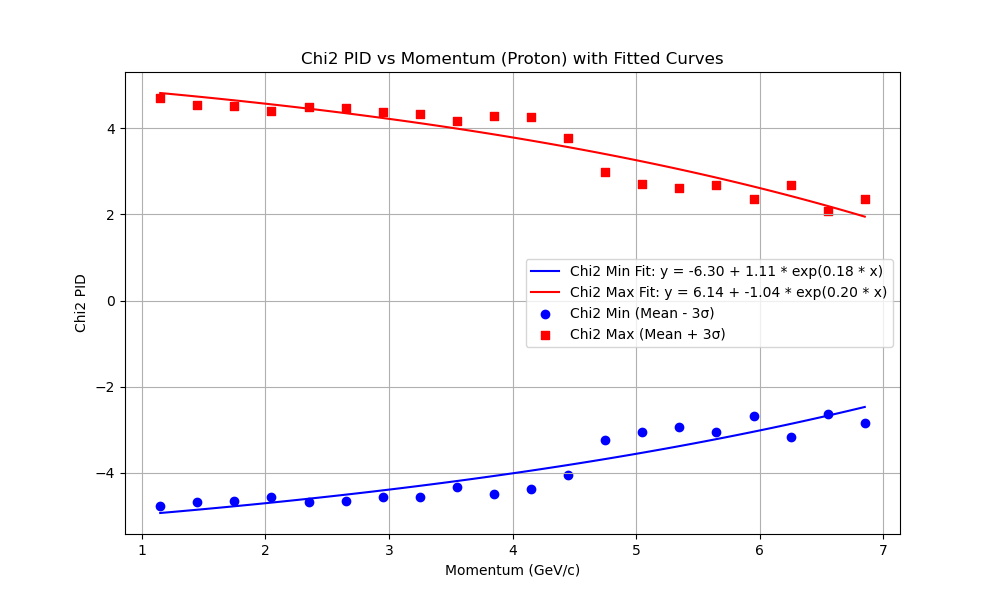 Chi2 PID vs Momentum (Proton) with Fitted Curves
Chi2 PID
4
2
0
−2
−4
Chi2 Min Fit: y = -6.30 + 1.11 * exp(0.18 * x)
Chi2 Max Fit: y = 6.14 + -1.04 * exp(0.20 * x)
Chi2 Min (Mean - 3σ)
Chi2 Max (Mean + 3σ)
1 2 3 4 5 6 7
Momentum (GeV/c)